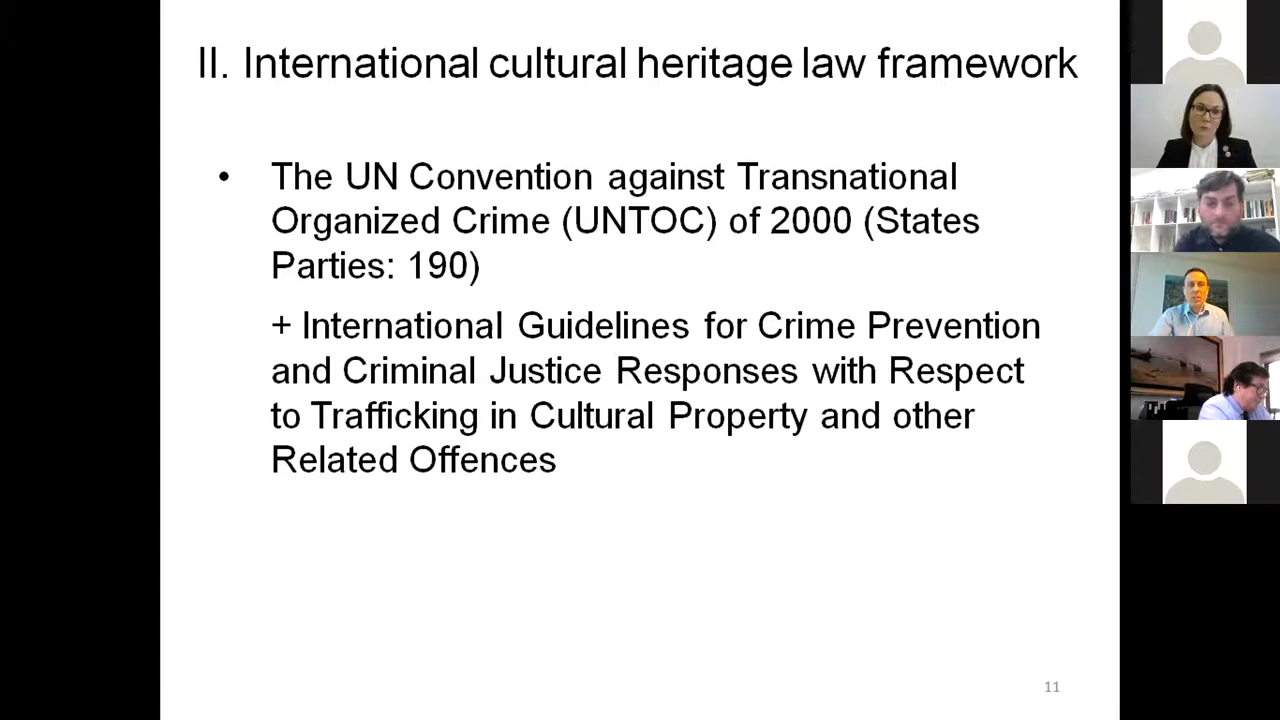 II. International cultural heritage law framework
• The UN Convention against Transnational
Organized Crime (UNTOC) of 2000 (States
Parties: 190)
+ International Guidelines for Crime Prevention
and Criminal Justice Responses with Respect
to Trafficking in Cultural Property and other
Related Offences
11